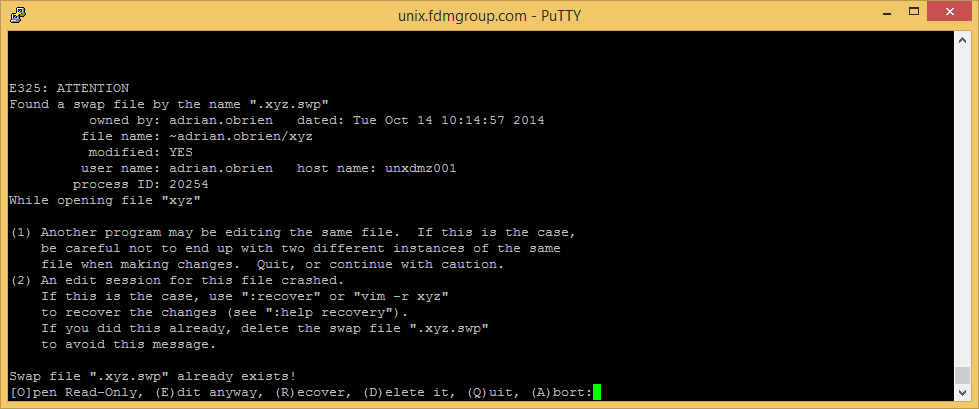 unix.fdmgroup.com - PuTTY
E325: ATTENTION
Found a swap file by the name ".xyz.swp"
          owned by: adrian.obrien   dated: Tue Oct 14 10:14:57 2014
         file name: ~adrian.obrien/xyz
          modified: YES
         user name: adrian.obrien   host name: unxdmz001
        process ID: 20254
While opening file "xyz"
(1) Another program may be editing the same file.  If this is the case,
    be careful not to end up with two different instances of the same
    file when making changes.  Quit, or continue with caution.
(2) An edit session for this file crashed.
    If this is the case, use ":recover" or "vim -r xyz"
    to recover the changes (see ":help recovery").
    If you did this already, delete the swap file ".xyz.swp"
    to avoid this message.
Swap file ".xyz.swp" already exists!
[O]pen Read-Only, (E)dit anyway, (R)ecover, (D)elete it, (Q)uit, (A)bort: